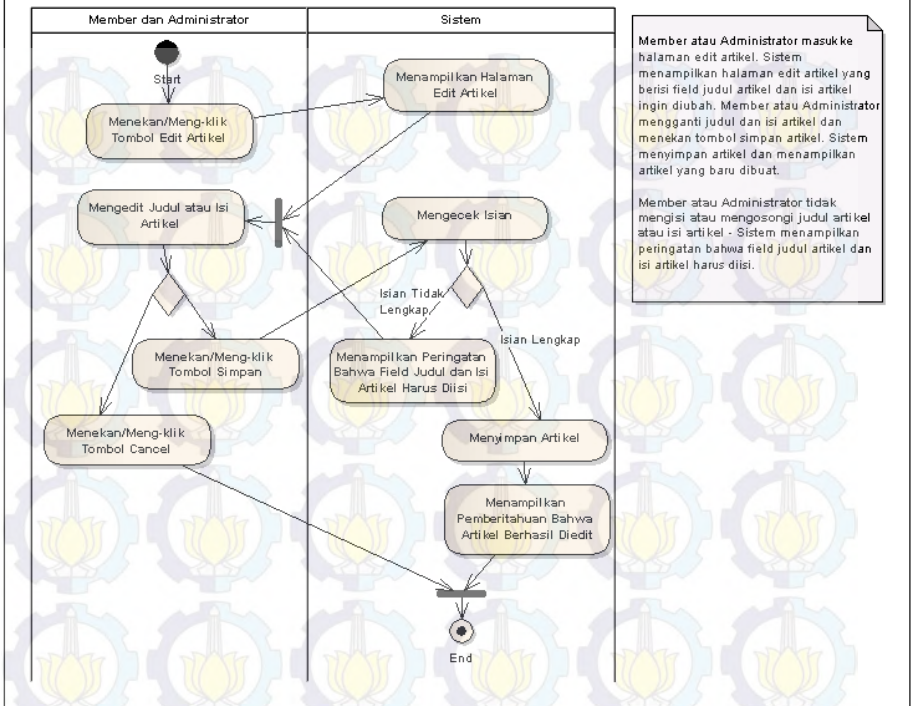 Member dan Administrator
Sistem
Start
Menekan/Meng-klik
Tombol Edit Artikel
Menampilkan Halaman
Edit Artikel
Mengedit Judul atau Isi
Artikel
Mengecek Isian
Isian Tidak
Lengkap
Isian Lengkap
Menekan/Meng-klik
Tombol Simpan
Menampilkan Peringatan
Bahwa Field Judul dan Isi
Artikel Harus Diisi
Menekan/Meng-klik
Tombol Cancel
Menyimpan Artikel
Menampilkan
Pemberitahuan Bahwa
Artikel Berhasil Diedit
End
Member atau Administrator masuk ke
halaman edit artikel. Sistem
menampilkan halaman edit artikel yang
berisi field judul artikel dan isi artikel
ingin diubah. Member atau Administrator
mengganti judul dan isi artikel dan
menekan tombol simpan artikel. Sistem
menyimpan artikel dan menampilkan
artikel yang baru dibuat.
Member atau Administrator tidak
mengisi atau mengosongi judul artikel
atau isi artikel - Sistem menampilkan
peringatan bahwa field judul artikel dan
isi artikel harus diisi.